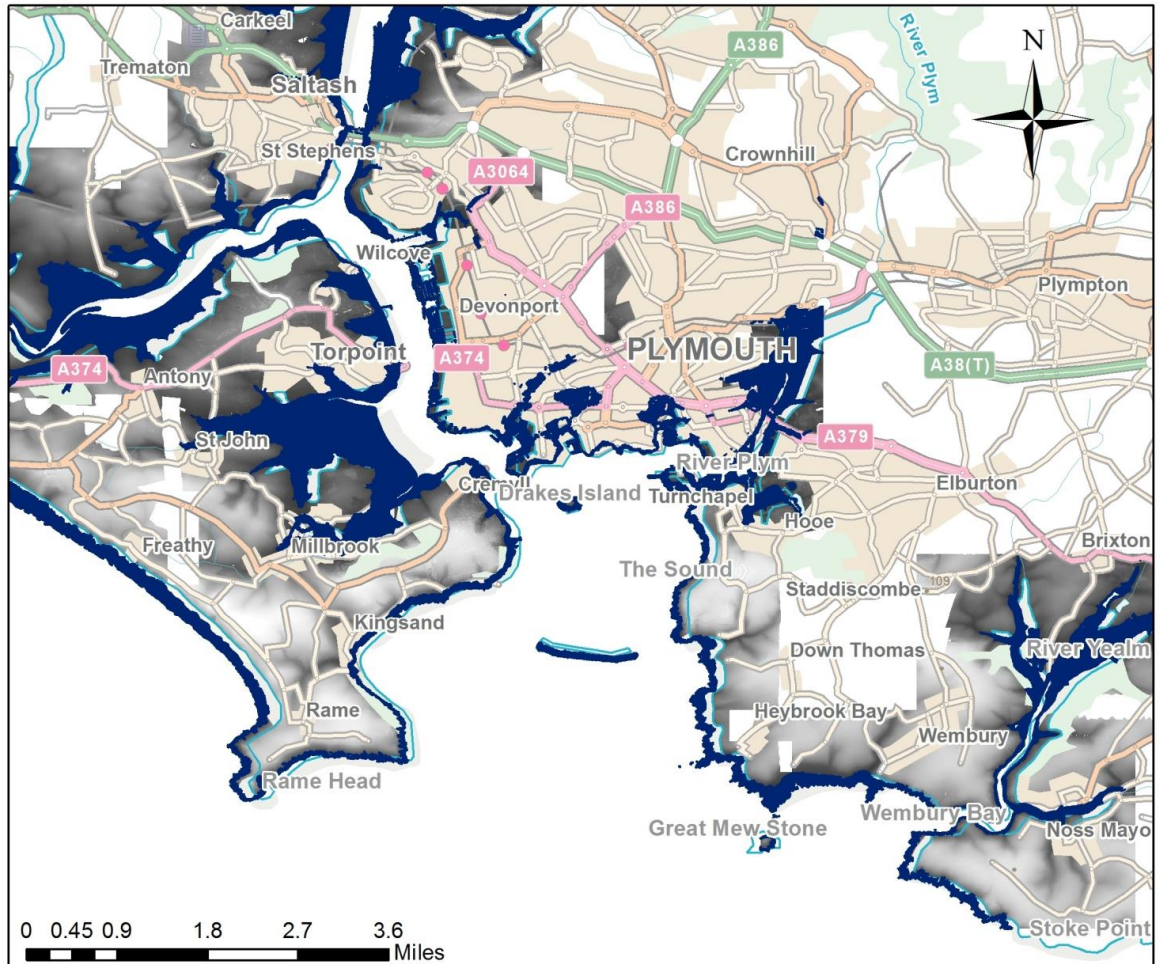 Carkeel
A386
River Plym
N
Trematon
Saltash
St Stephens
Crownhill
A3064
A386
Wilcove
Plympton
Devonport
Torpoint
PLYMOUTH
A374
A374
A38(T)
Antony
St John
A379
River Plym
Cremyll
Drakes Island
Turnchapel
Elburton
Hooe
Freathy
Millbrook
Brixton
The Sound
109
Staddiscombe
Kingsand
Down Thomas
River Yealm
Rame
Heybrook Bay
Wembury
Rame Head
Wembury Bay
Great Mew Stone
Noss Mayo
0 0.45 0.9 1.8 2.7 3.6
Miles
Stoke Point